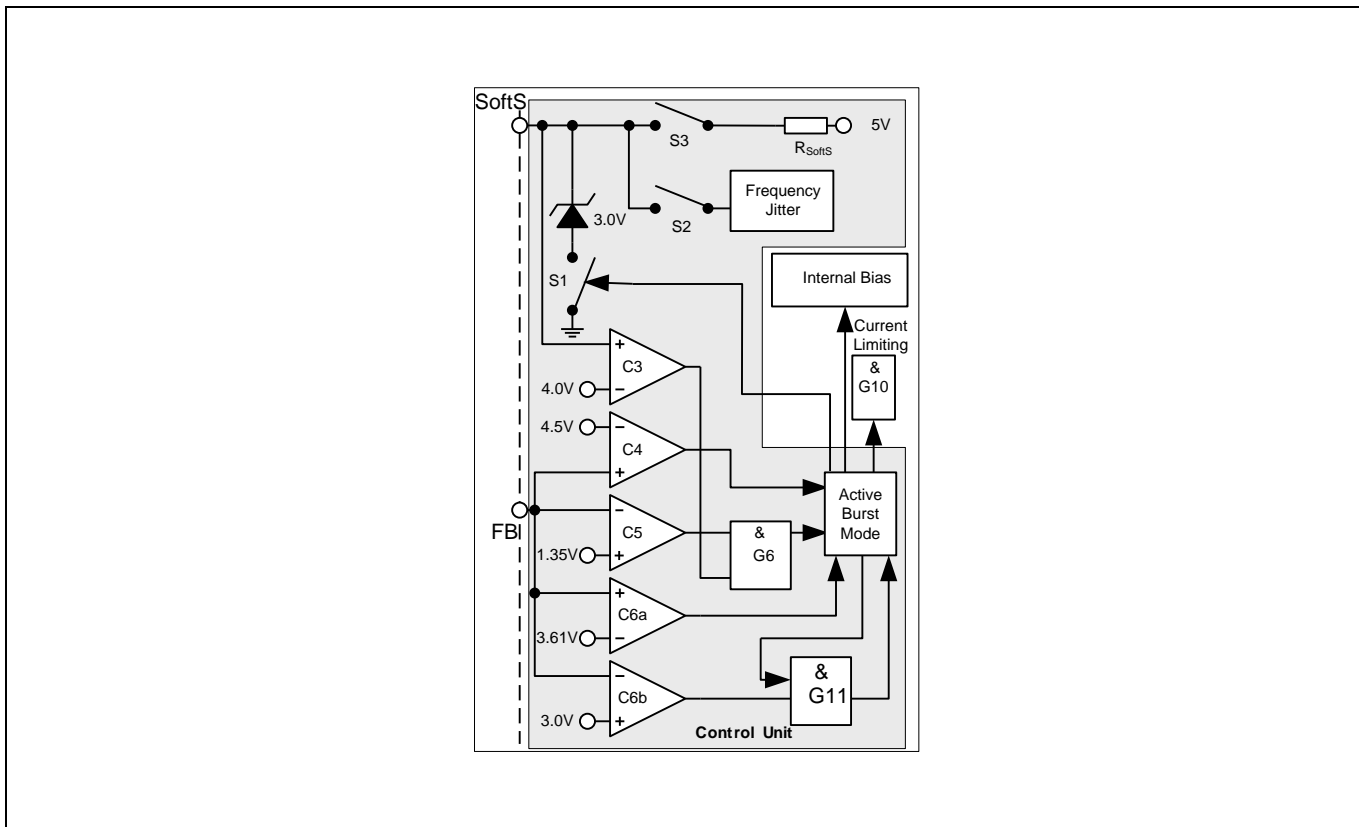 SoftS
S3
R_SoftS
5V
Frequency
Jitter
S2
3.0V
S1
Internal Bias
Current
Limiting
&
G10
+
C3
4.0V
−
4.5V
−
C4
+
Active
Burst
Mode
FB
−
C5
1.35V
+
&
G6
+
C6a
3.61V
−
−
C6b
3.0V
+
&
G11
Control Unit